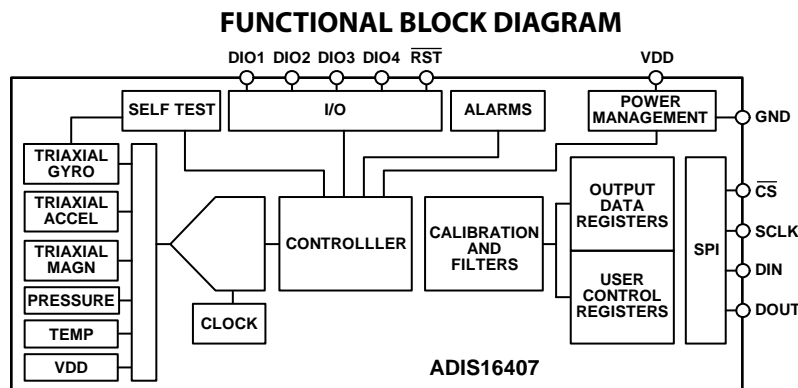 FUNCTIONAL BLOCK DIAGRAM
DIO1 DIO2 DIO3 DIO4 RST VDD
SELF TEST
I/O
ALARMS
POWER
MANAGEMENT
GND
TRIAXIAL
GYRO
TRIAXIAL
ACCEL
TRIAXIAL
MAGN
PRESSURE
TEMP
VDD
CLOCK
CONTROLLLER
CALIBRATION
AND
FILTERS
OUTPUT
DATA
REGISTERS
USER
CONTROL
REGISTERS
SPI
CS
SCLK
DIN
DOUT
ADIS16407